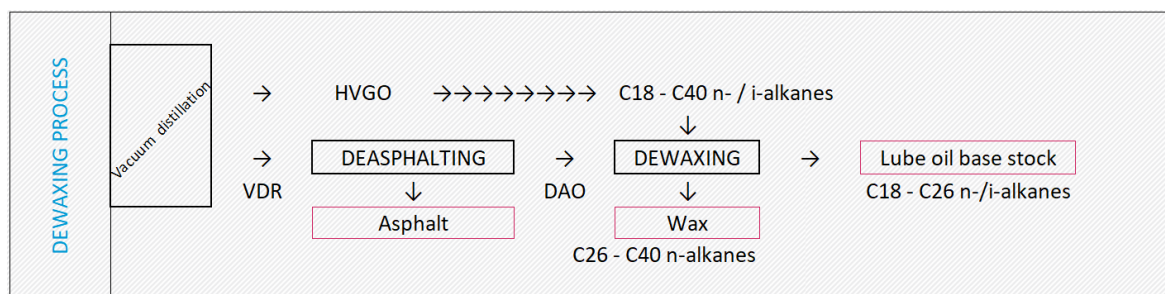 DEWAXING PROCESS
Vacuum distillation
→ HVGO →→→→→→→→ C18 - C40 n- / i-alkanes
↓
→ DEASPHALTING → DEWAXING → Lube oil base stock
VDR ↓ DAO ↓ C18 - C26 n-/i-alkanes
Asphalt Wax
C26 - C40 n-alkanes